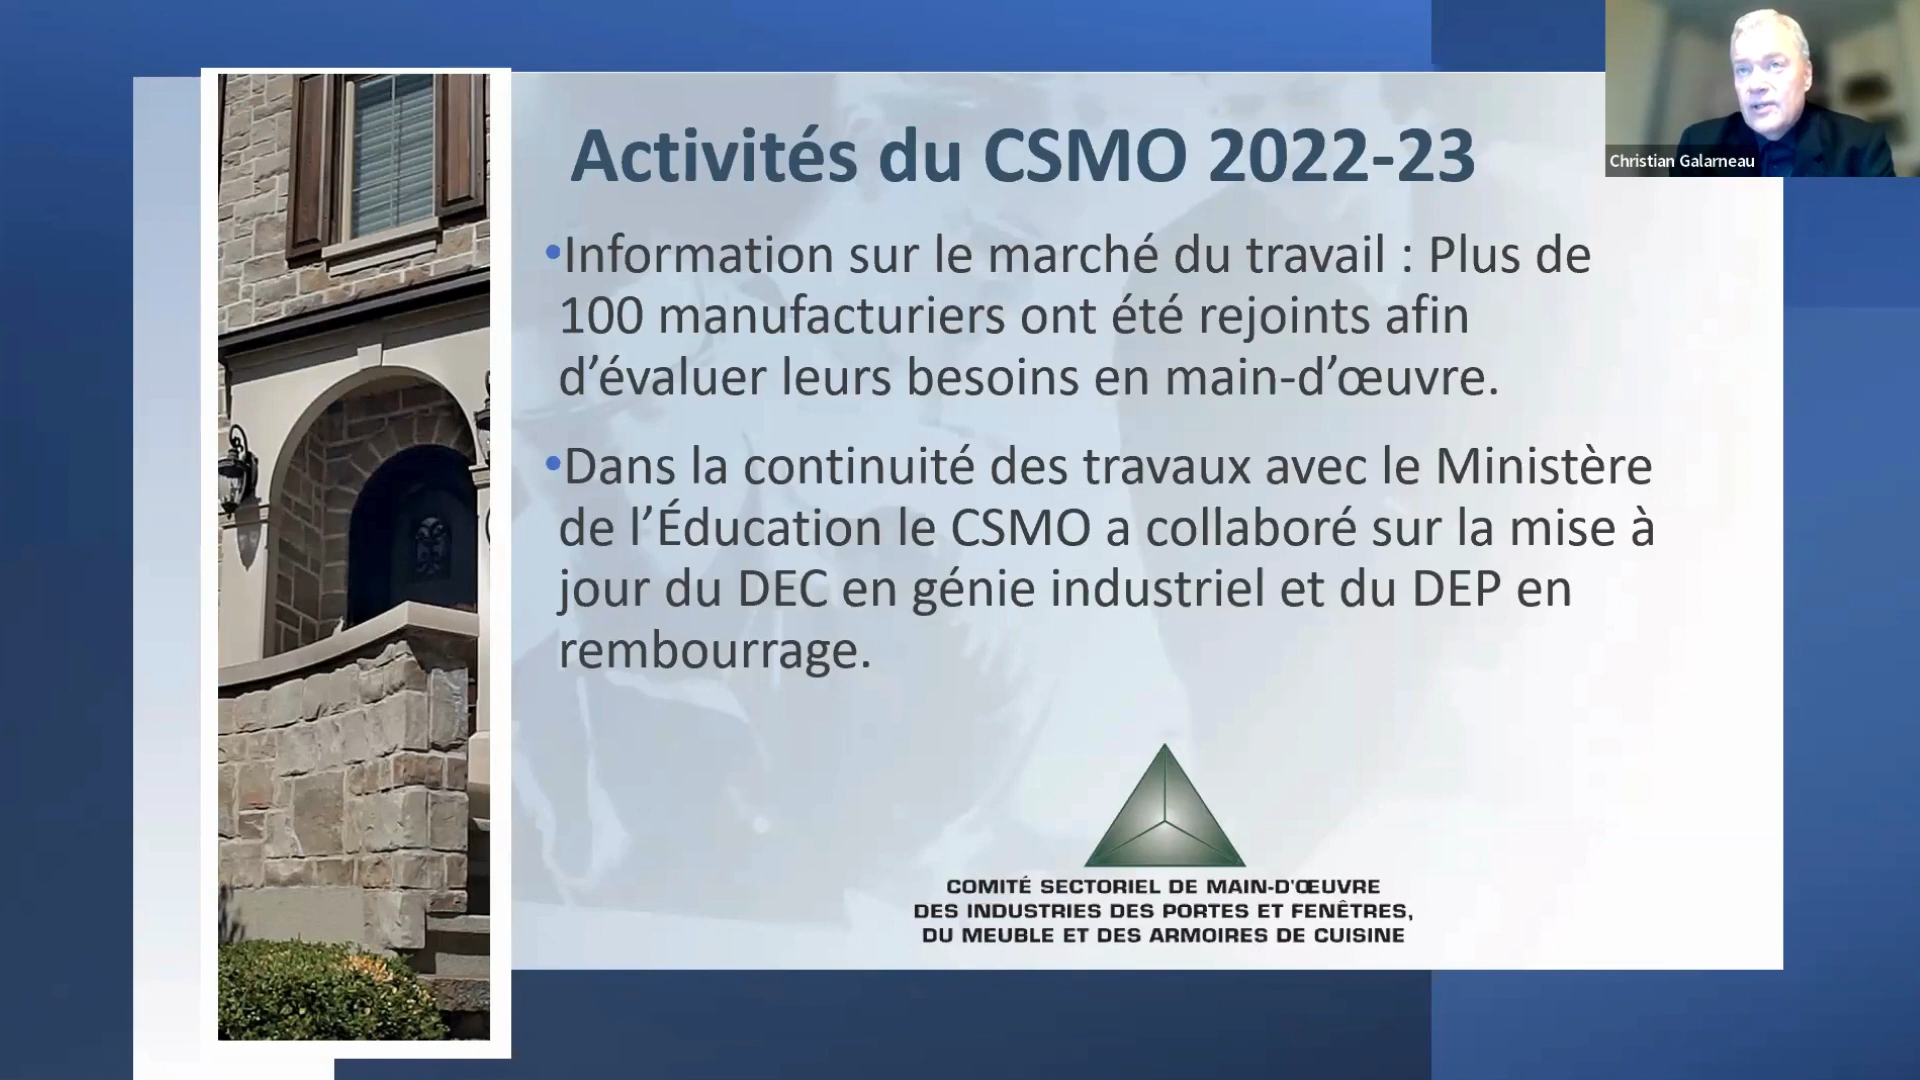 Activités du CSMO 2022-23
Christian Galarneau
•Information sur le marché du travail : Plus de
100 manufacturiers ont été rejoints afin
d’évaluer leurs besoins en main-d’œuvre.
•Dans la continuité des travaux avec le Ministère
de l’Éducation le CSMO a collaboré sur la mise à
jour du DEC en génie industriel et du DEP en
rembourrage.
COMITÉ SECTORIEL DE MAIN-D'ŒUVRE
DES INDUSTRIES DES PORTES ET FENÊTRES,
DU MEUBLE ET DES ARMOIRES DE CUISINE